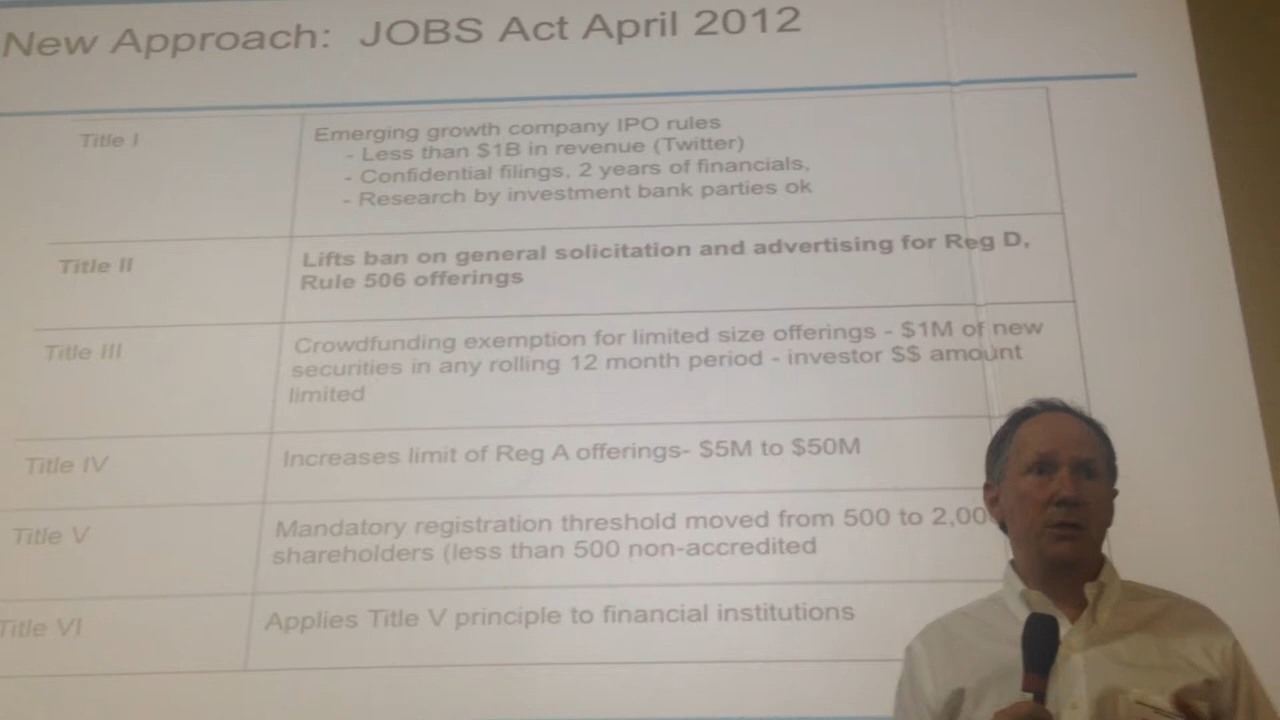 New Approach: JOBS Act April 2012
Title I
Emerging growth company IPO rules
- Less than $1B in revenue (Twitter)
- Confidential filings, 2 years of financials,
- Research by investment bank parties ok
Title II
Lifts ban on general solicitation and advertising for Reg D,
Rule 506 offerings
Title III
Crowdfunding exemption for limited size offerings - $1M of new
securities in any rolling 12 month period - investor $$ amount
limited
Title IV
Increases limit of Reg A offerings- $5M to $50M
Title V
Mandatory registration threshold moved from 500 to 2,00
shareholders (less than 500 non-accredited
Title VI
Applies Title V principle to financial institutions